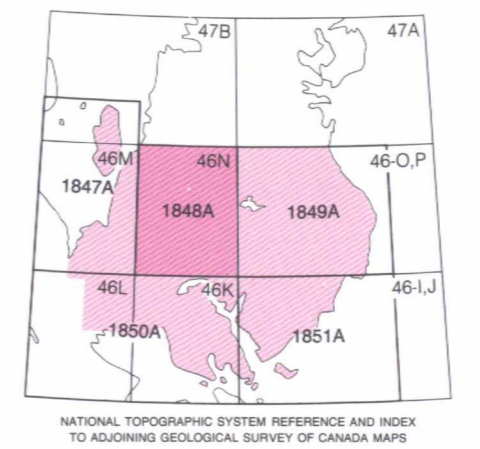 47B
47A
46M
46N
46-O,P
1847A
1848A
1849A
46L
46K
46-I,J
1850A
1851A
NATIONAL TOPOGRAPHIC SYSTEM REFERENCE AND INDEX
TO ADJOINING GEOLOGICAL SURVEY OF CANADA MAPS